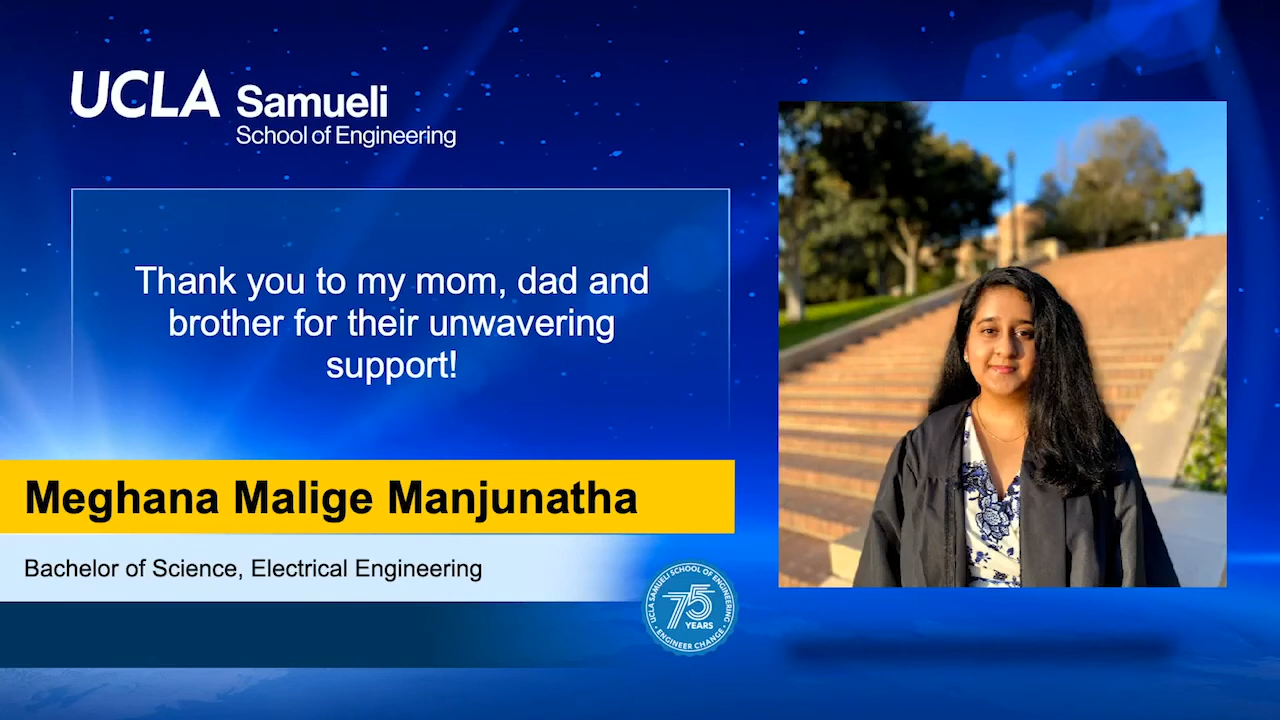 UCLA Samueli
School of Engineering
Thank you to my mom, dad and
brother for their unwavering
support!
Meghana Malige Manjunatha
Bachelor of Science, Electrical Engineering
UCLA SAMUELI SCHOOL OF ENGINEERING
75
YEARS
ENGINEER CHANGE